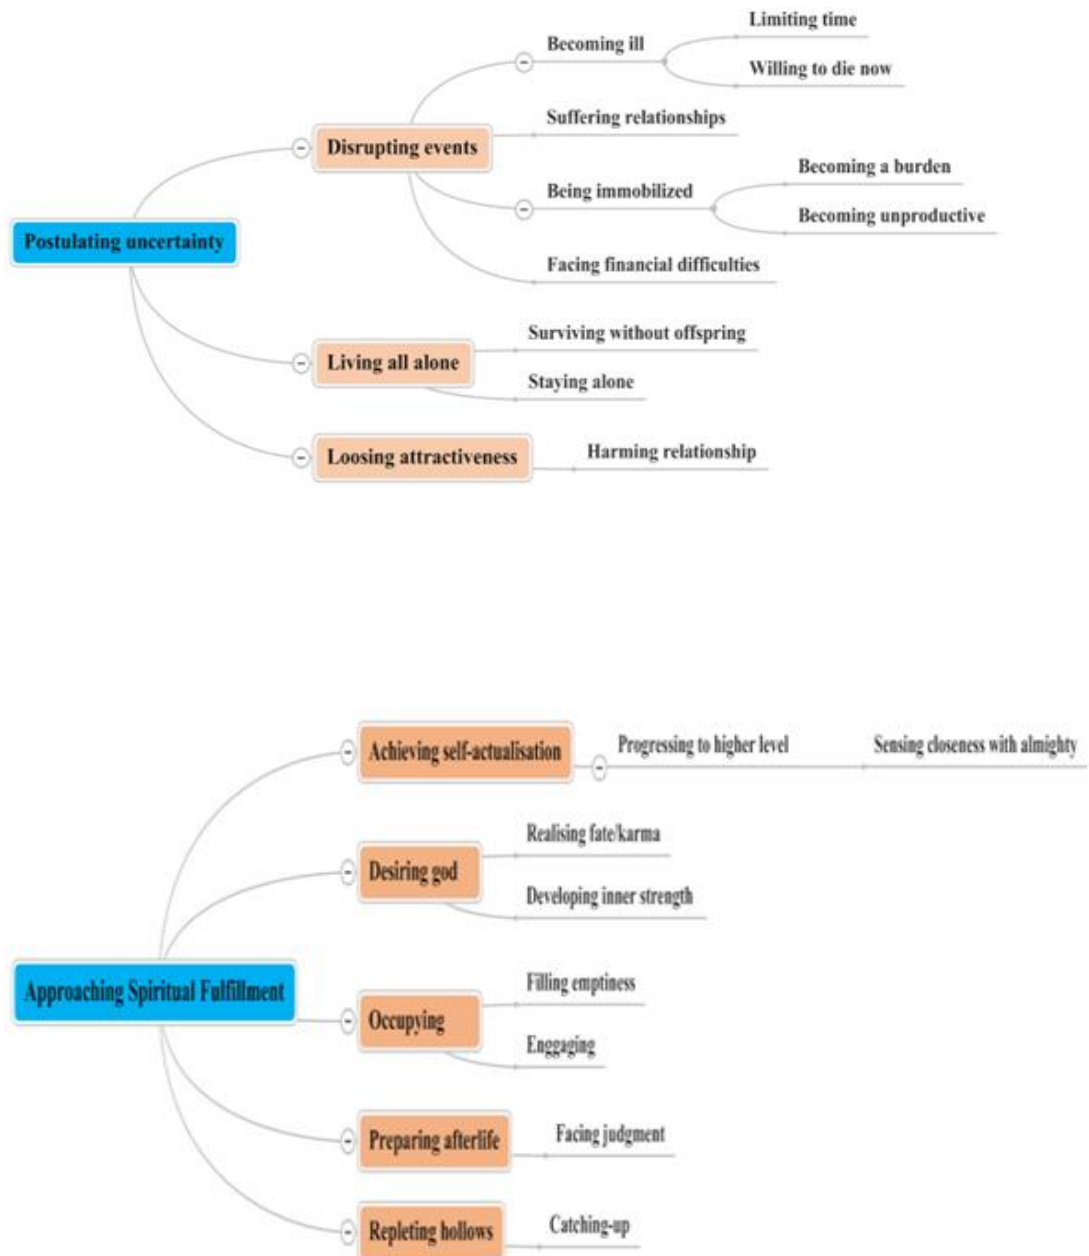 Limiting time
Becoming ill
Willing to die now
Suffering relationships
Disrupting events
Becoming a burden
Being immobilized
Becoming unproductive
Postulating uncertainty
Facing financial difficulties
Surviving without offspring
Living all alone
Staying alone
Loosing attractiveness
Harming relationship
Achieving self-actualisation
Progressing to higher level
Sensing closeness with almighty
Realising fate/karma
Desiring god
Developing inner strength
Approaching Spiritual Fulfillment
Filling emptiness
Occupying
Enggaging
Preparing afterlife
Facing judgment
Repleting hollows
Catching-up